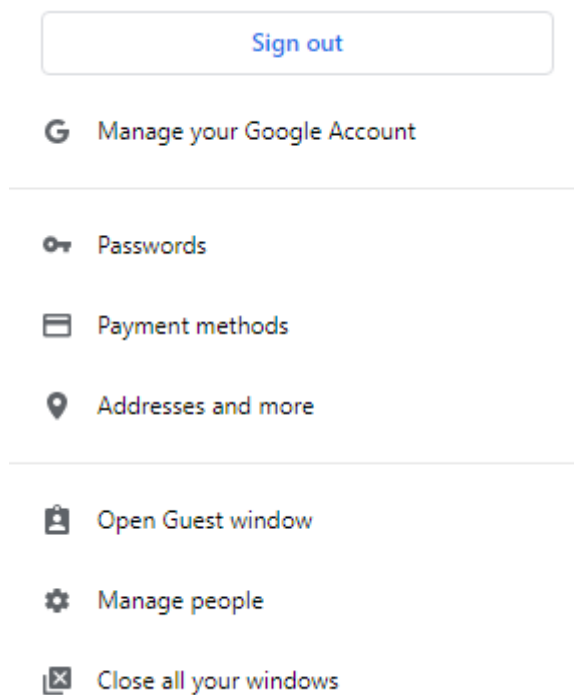 Sign out
Manage your Google Account
Passwords
Payment methods
Addresses and more
Open Guest window
Manage people
Close all your windows